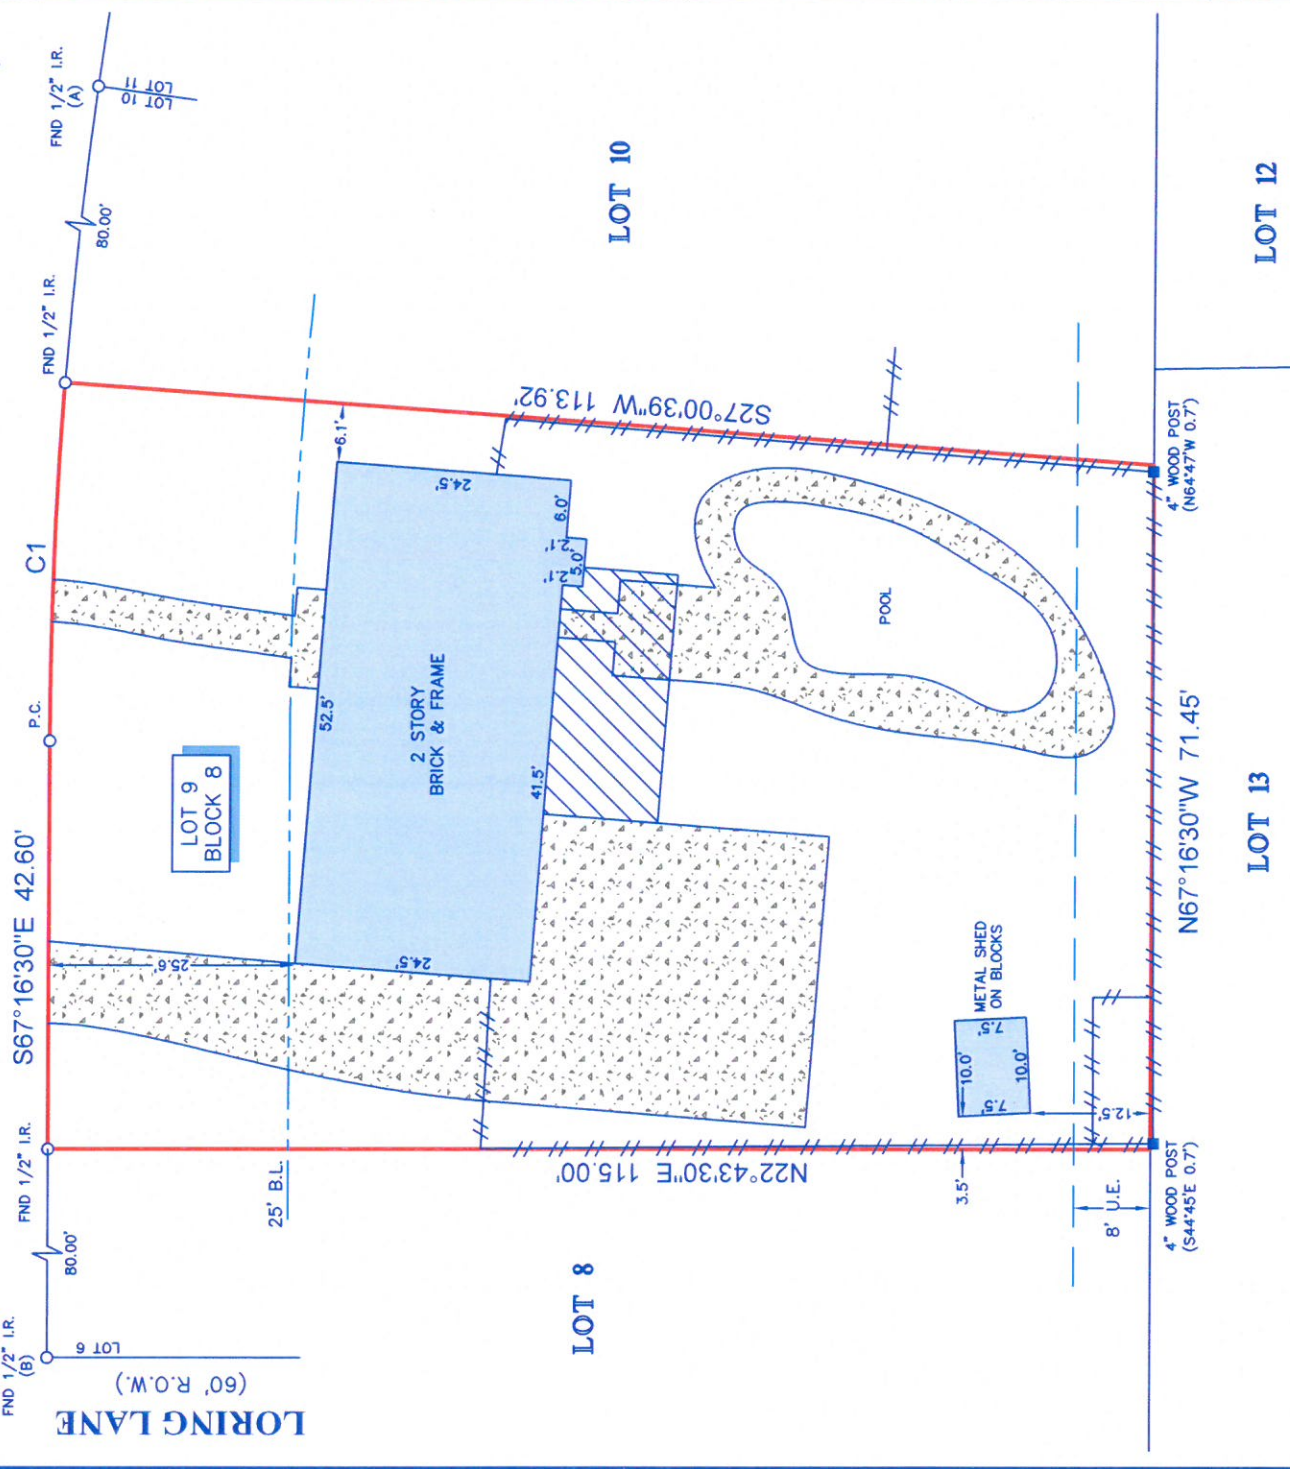 FND 1/2" I.R.
(A)
LOT 10
LOT 11
80.00'
FND 1/2" I.R.
LOT 10
LOT 12
C1
P.C.
6.1'
S27°00'39"W 113.92'
4" WOOD POST
(N64°47'W 0.7')
24.5'
6.0'
2.1'
5.0'
2.1'
52.5'
2 STORY
BRICK & FRAME
41.5'
24.5'
POOL
LOT 9
BLOCK 8
S67°16'30"E 42.60'
25.6'
N67°16'30"W 71.45'
LOT 13
METAL SHED
ON BLOCKS
7.5'
10.0'
10.0'
7.5'
12.5'
3.5'
FND 1/2" I.R.
25' B.L.
N22°43'30"E 115.00'
8' U.E.
4" WOOD POST
(S44°45'E 0.7')
80.00'
LOT 8
FND 1/2" I.R.
(B)
LOT 6
(60' R.O.W.)
LORING LANE